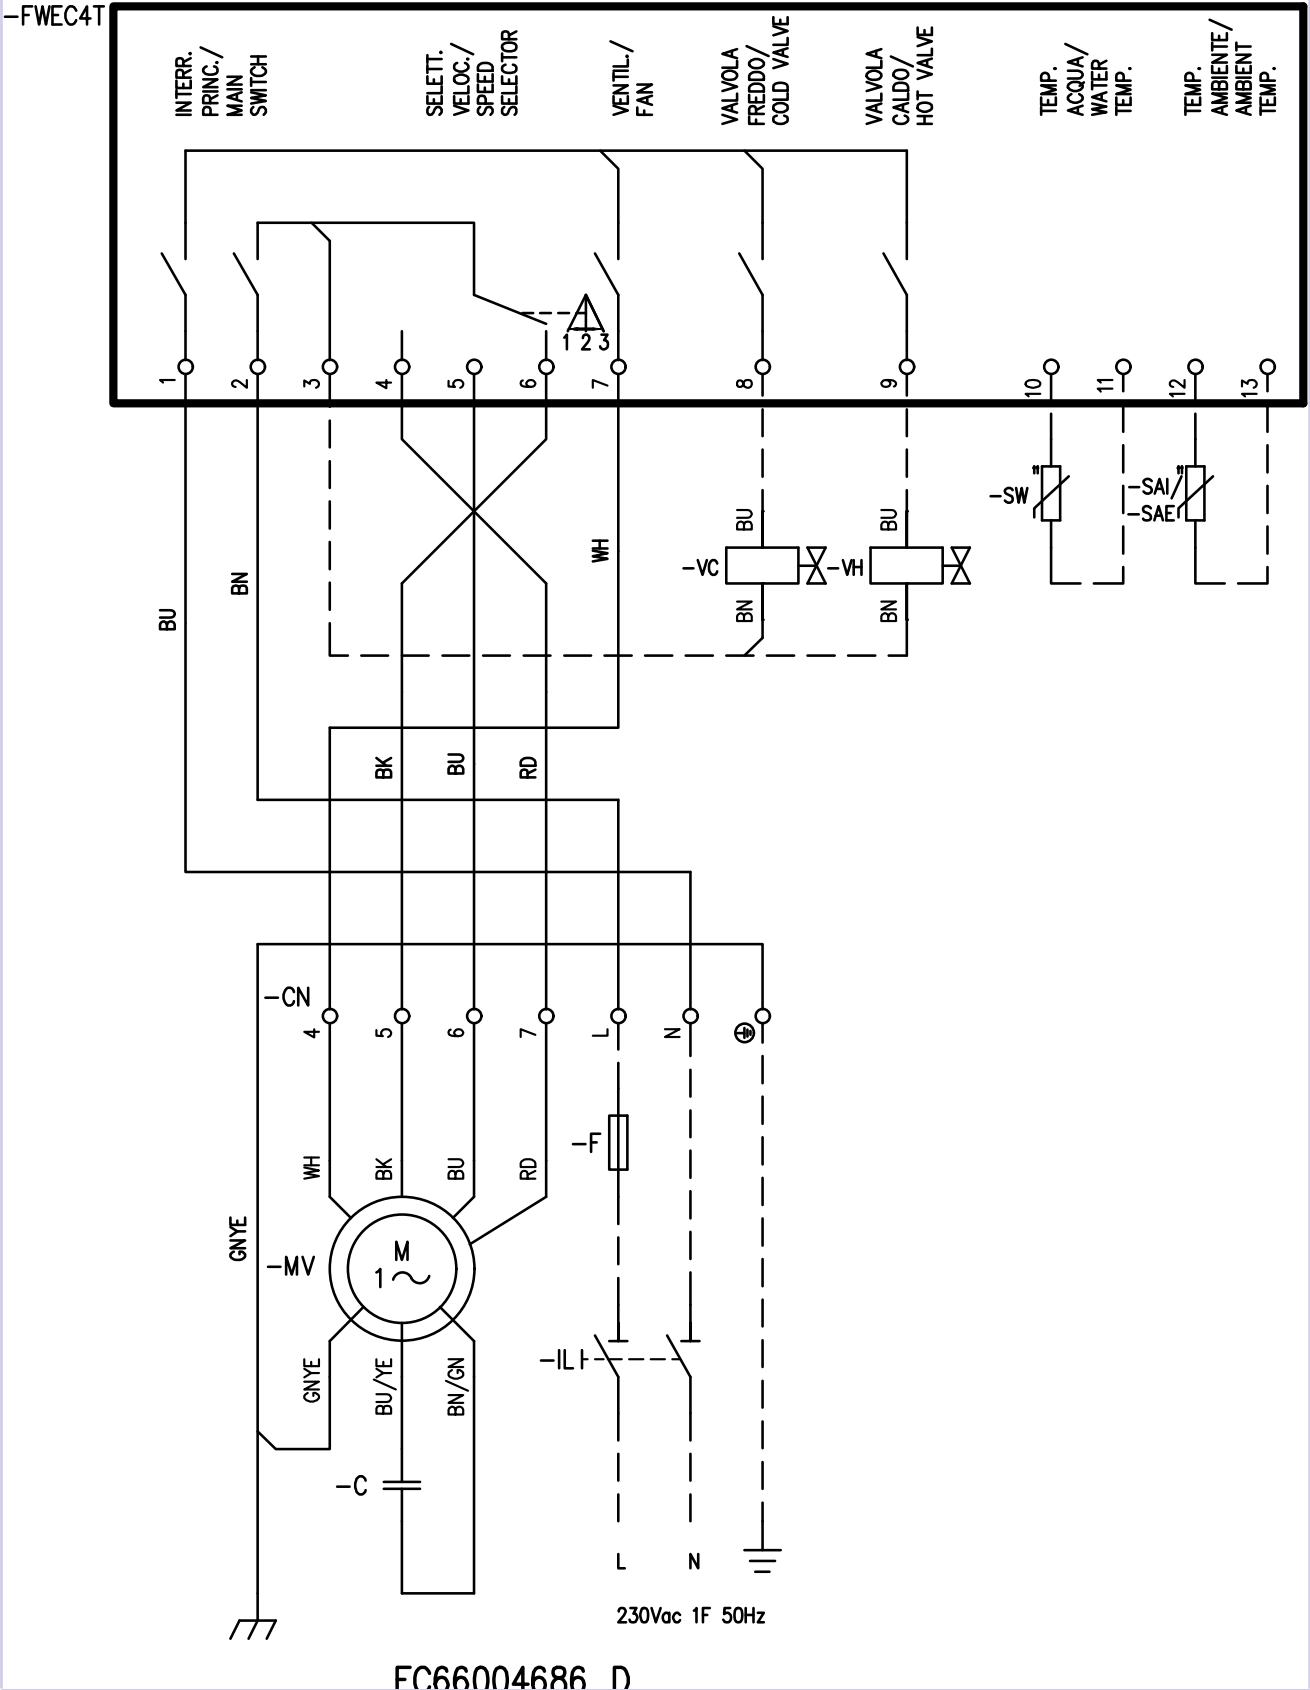 -FWEC4T
INTERR.
PRINC./
MAIN
SWITCH
SELETT.
VELOC./
SPEED
SELECTOR
VENTIL./
FAN
VALVOLA
FREDDO/
COLD VALVE
VALVOLA
CALDO/
HOT VALVE
TEMP.
ACQUA/
WATER
TEMP.
TEMP.
AMBIENTE/
AMBIENT
TEMP.
1 2 3
1
2
3
4
5
6
7
8
9
10
11
12
13
BU
BN
WH
BU
BU
-SW
-SAI/
-SAE
-VC
-VH
BN
BN
BK
BU
RD
-CN
4
5
6
7
L
N
WH
BK
BU
RD
-F
GNYE
-MV
M
1
GNYE
BU/YE
BN/GN
-IL
-C
L
N
230Vac 1F 50Hz
FC66004686 D